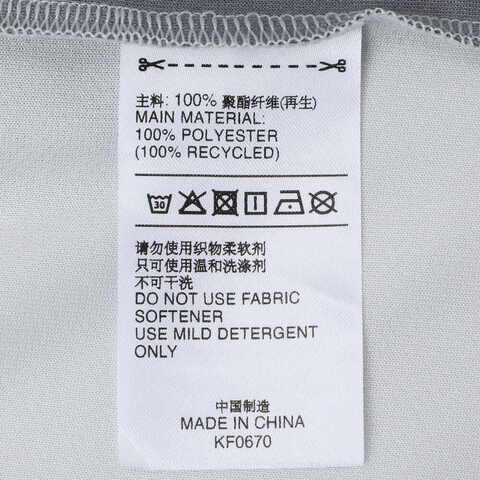 主料: 100% 聚酯纤维(再生)
MAIN MATERIAL:
100% POLYESTER
(100% RECYCLED)
30
请勿使用织物柔软剂
只可使用温和洗涤剂
不可干洗
DO NOT USE FABRIC
SOFTENER
USE MILD DETERGENT
ONLY
中国制造
MADE IN CHINA
KF0670